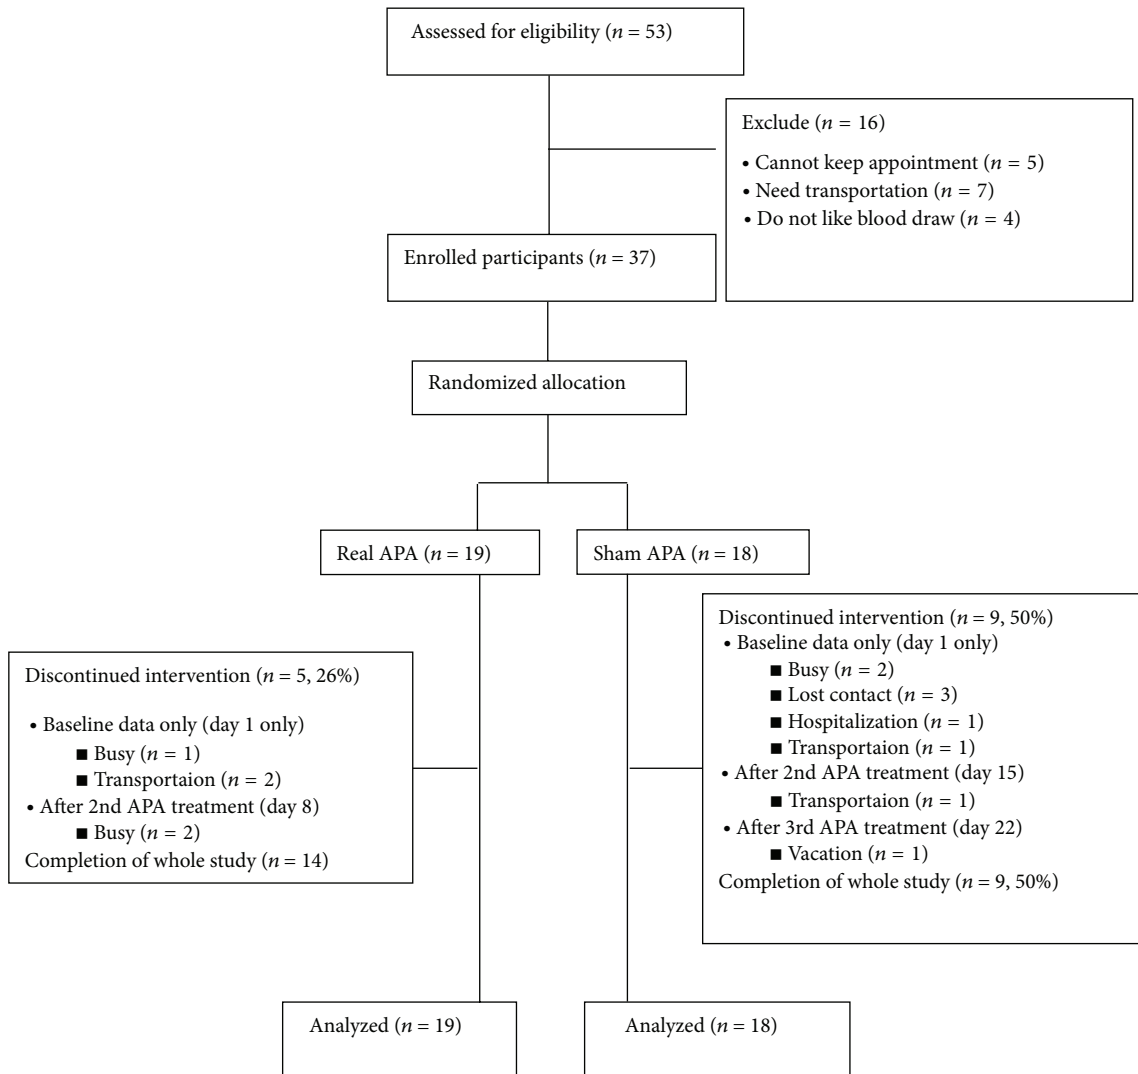 Assessed for eligibility (n = 53)
Exclude (n = 16)
• Cannot keep appointment (n = 5)
• Need transportation (n = 7)
• Do not like blood draw (n = 4)
Enrolled participants (n = 37)
Randomized allocation
Real APA (n = 19)
Sham APA (n = 18)
Discontinued intervention (n = 5, 26%)
• Baseline data only (day 1 only)
■ Busy (n = 1)
■ Transportaion (n = 2)
• After 2nd APA treatment (day 8)
■ Busy (n = 2)
Completion of whole study (n = 14)
Discontinued intervention (n = 9, 50%)
• Baseline data only (day 1 only)
■ Busy (n = 2)
■ Lost contact (n = 3)
■ Hospitalization (n = 1)
■ Transportaion (n = 1)
• After 2nd APA treatment (day 15)
■ Transportaion (n = 1)
• After 3rd APA treatment (day 22)
■ Vacation (n = 1)
Completion of whole study (n = 9, 50%)
Analyzed (n = 19)
Analyzed (n = 18)